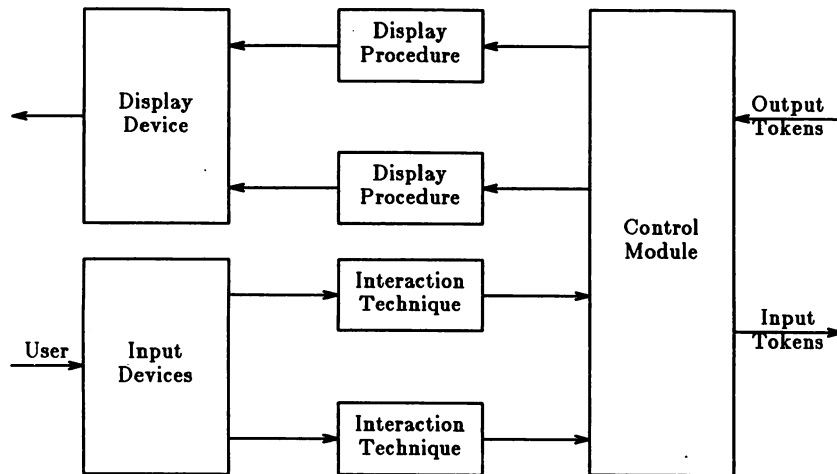 Display
Procedure
Display
Device
Output
Tokens
Display
Procedure
Control
Module
Interaction
Technique
Input
Tokens
User
Input
Devices
Interaction
Technique